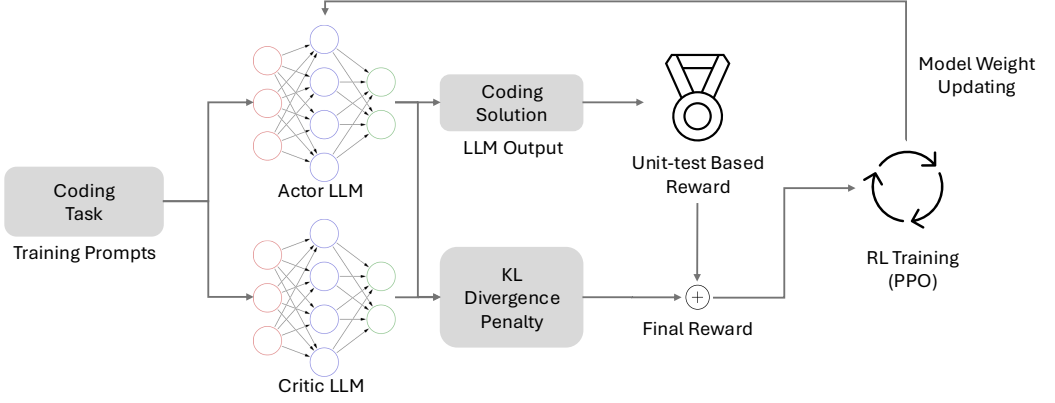 Coding
Task
Training Prompts
Actor LLM
Critic LLM
Coding
Solution
LLM Output
KL
Divergence
Penalty
Unit-test Based
Reward
+
Final Reward
RL Training
(PPO)
Model Weight
Updating